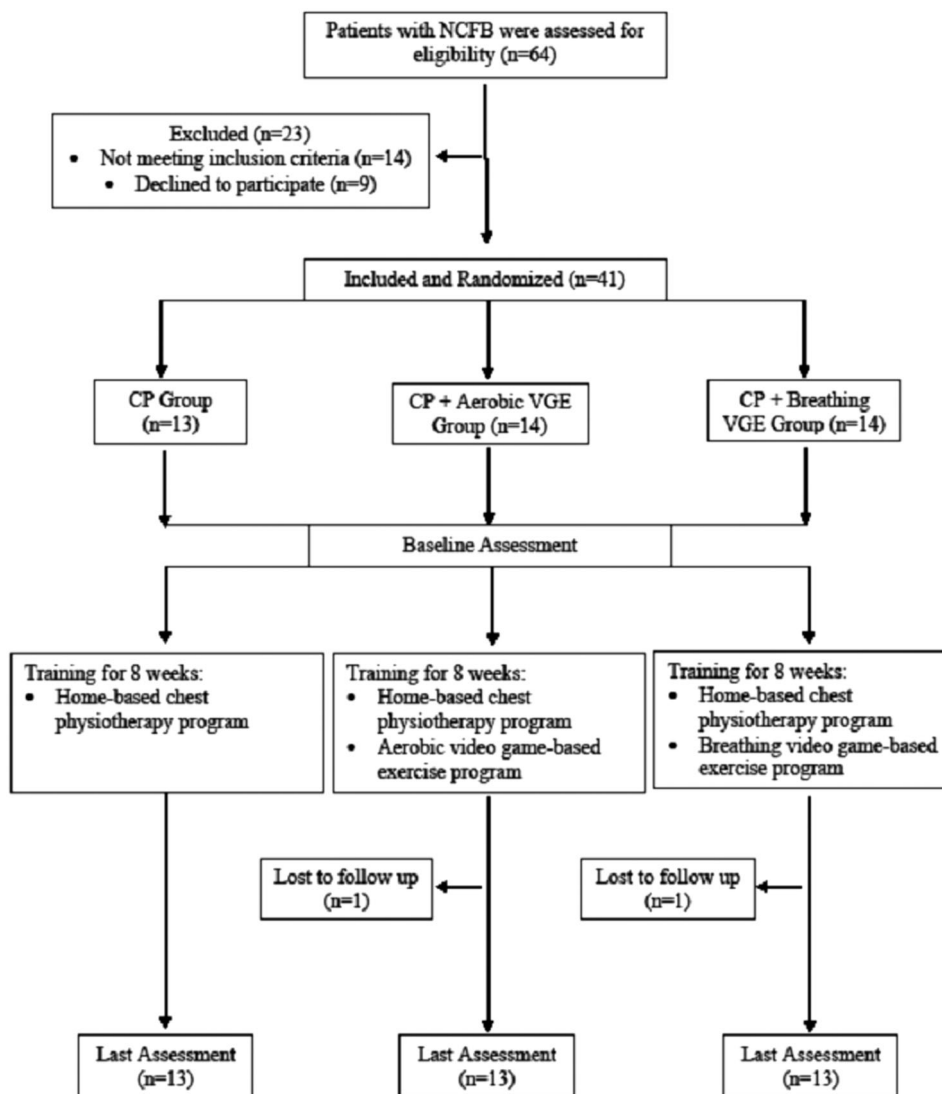 Patients with NCFB were assessed for
eligibility (n=64)
Excluded (n=23)
• Not meeting inclusion criteria (n=14)
• Declined to participate (n=9)
Included and Randomized (n=41)
CP Group
(n=13)
CP + Aerobic VGE
Group (n=14)
CP + Breathing
VGE Group (n=14)
Baseline Assessment
Training for 8 weeks:
• Home-based chest
physiotherapy program
Training for 8 weeks:
• Home-based chest
physiotherapy program
• Aerobic video game-based
exercise program
Training for 8 weeks:
• Home-based chest
physiotherapy program
• Breathing video game-based
exercise program
Lost to follow up
(n=1)
Lost to follow up
(n=1)
Last Assessment
(n=13)
Last Assessment
(n=13)
Last Assessment
(n=13)